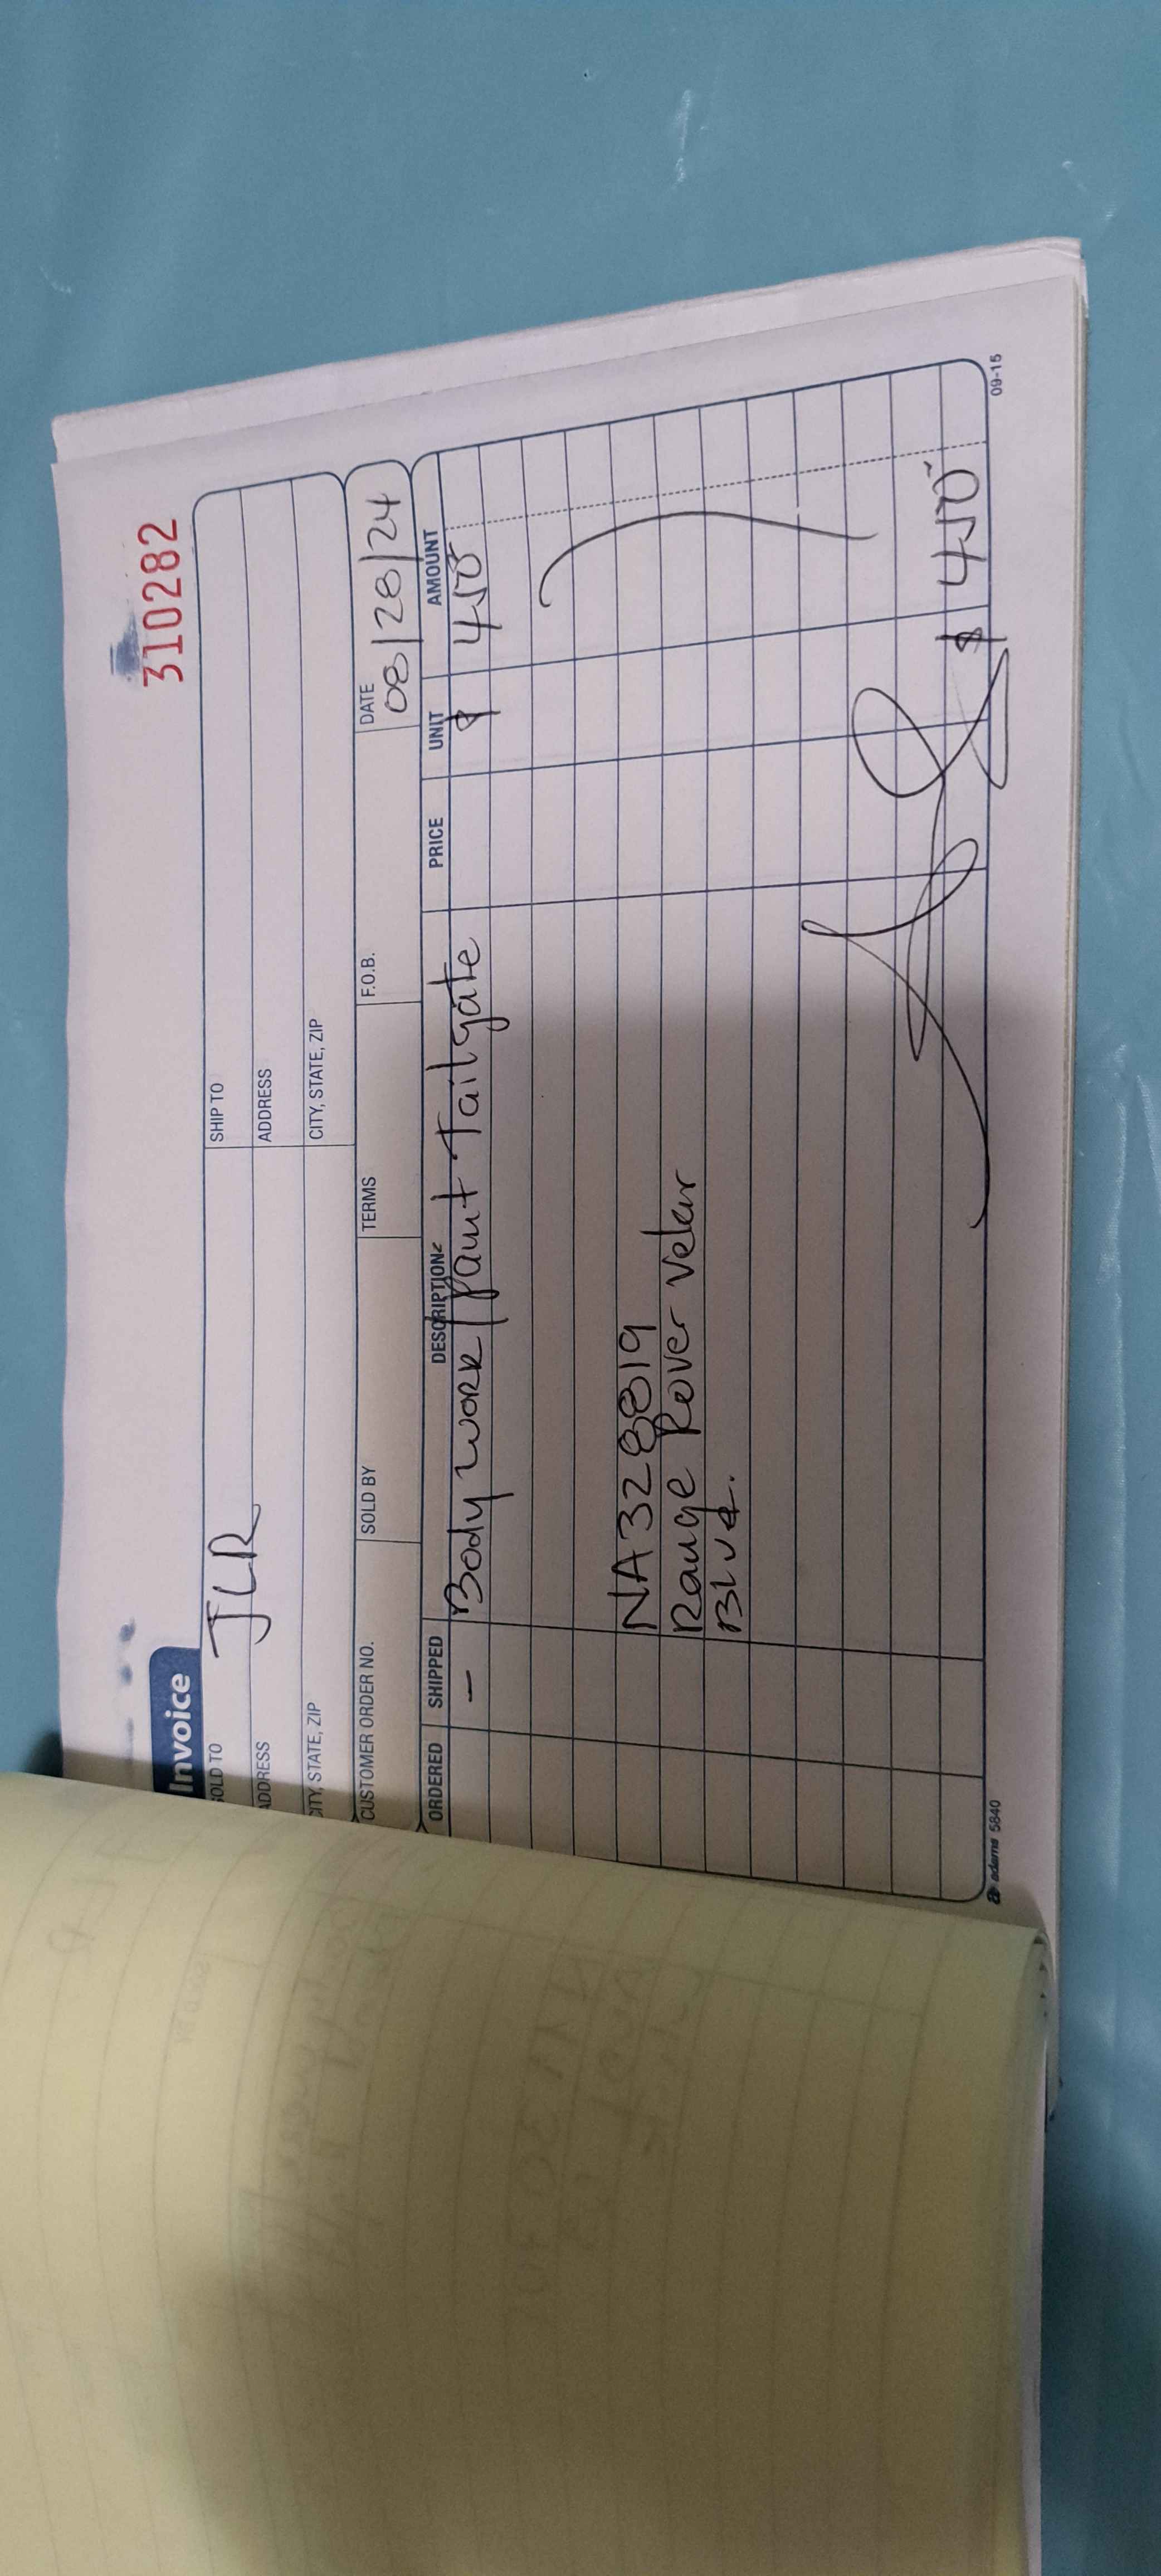 310282
Invoice
SOLD TO JLR SHIP TO
ADDRESS ADDRESS
CITY, STATE, ZIP CITY, STATE, ZIP
CUSTOMER ORDER NO. SOLD BY TERMS F.O.B. DATE 08/28/24
ORDERED SHIPPED DESCRIPTION PRICE UNIT AMOUNT
– Body work/paint Tailgate $ 450
NA328819
Range Rover Velar
Blue.
$ 450
adams 5840 09-15